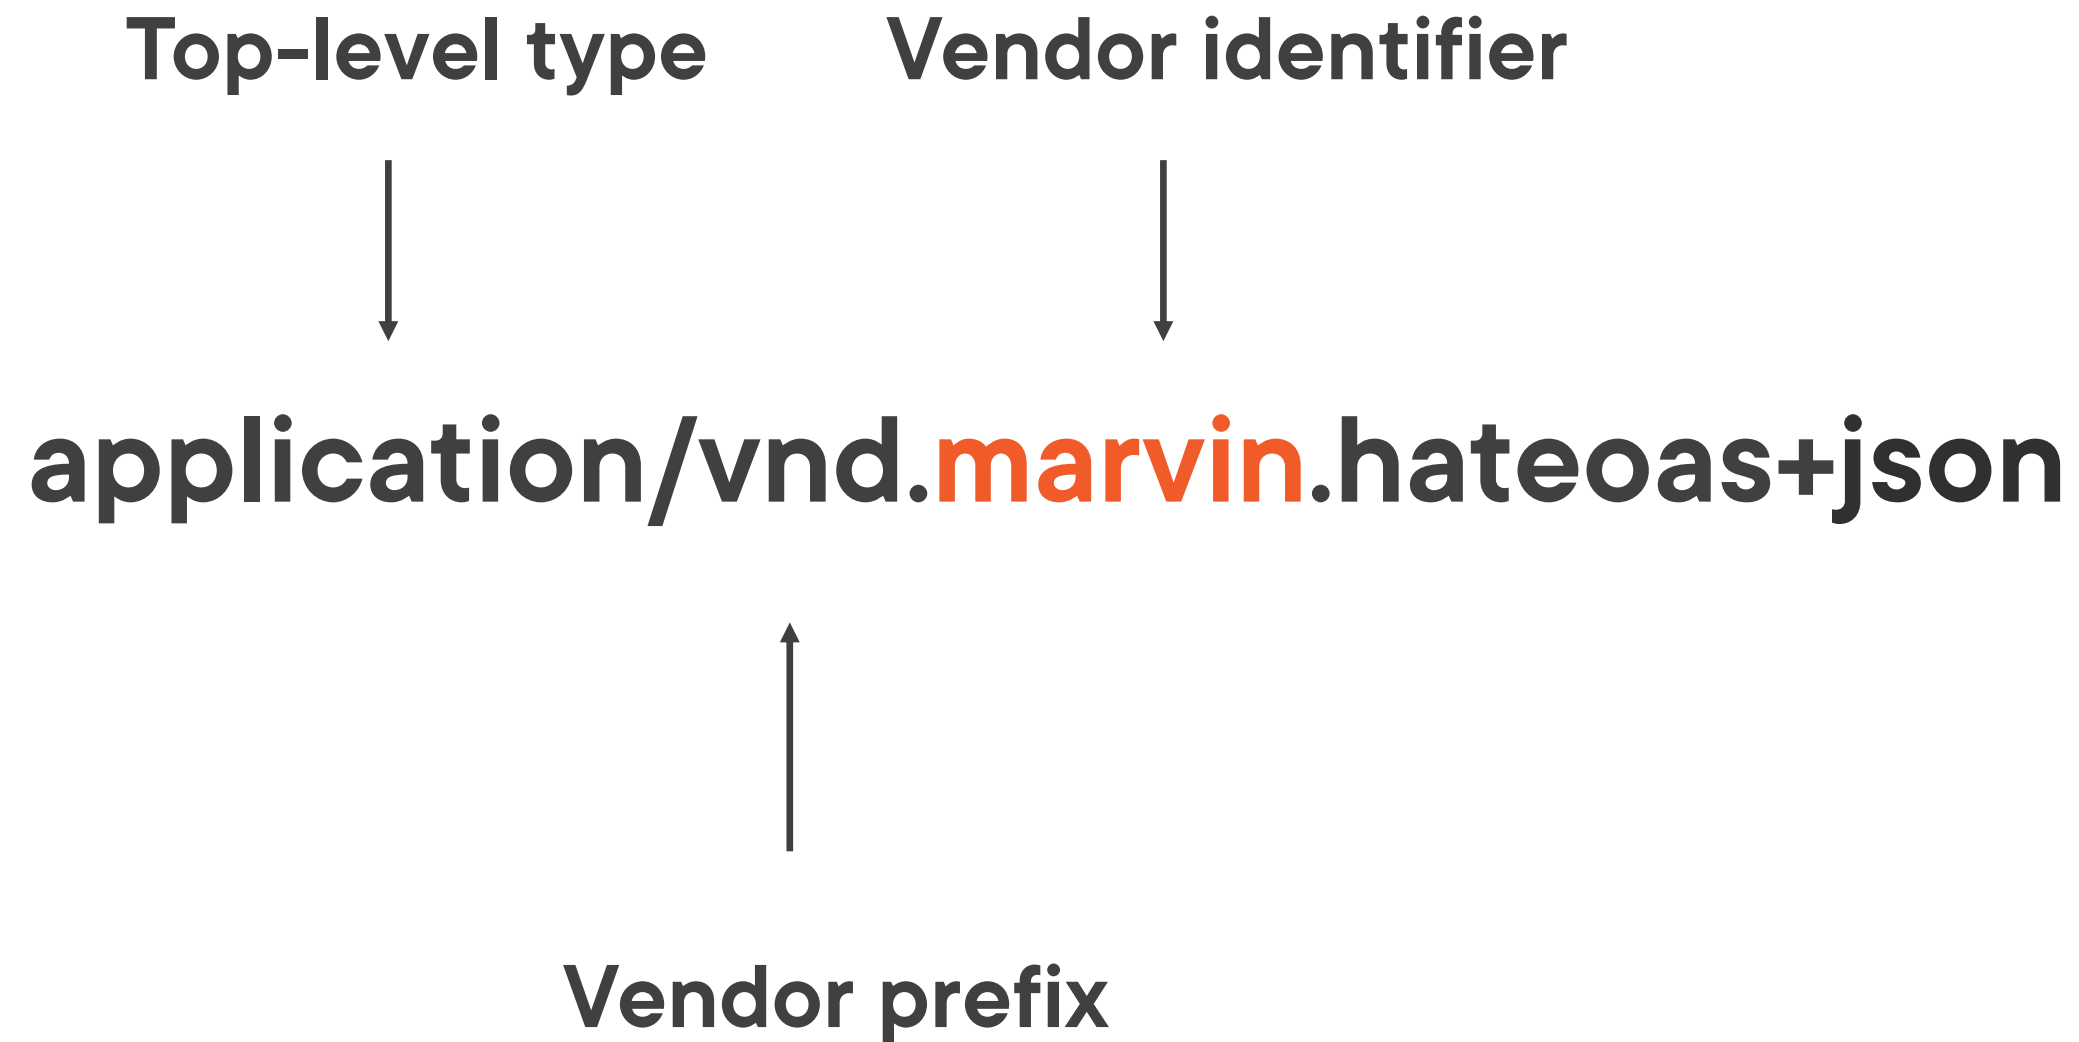 Top-level type
Vendor identifier
application/vnd.marvin.hateoas+json
Vendor prefix